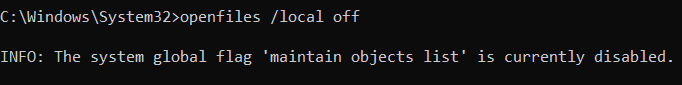 C:\Windows\System32>openfiles /local off
INFO: The system global flag 'maintain objects list' is currently disabled.